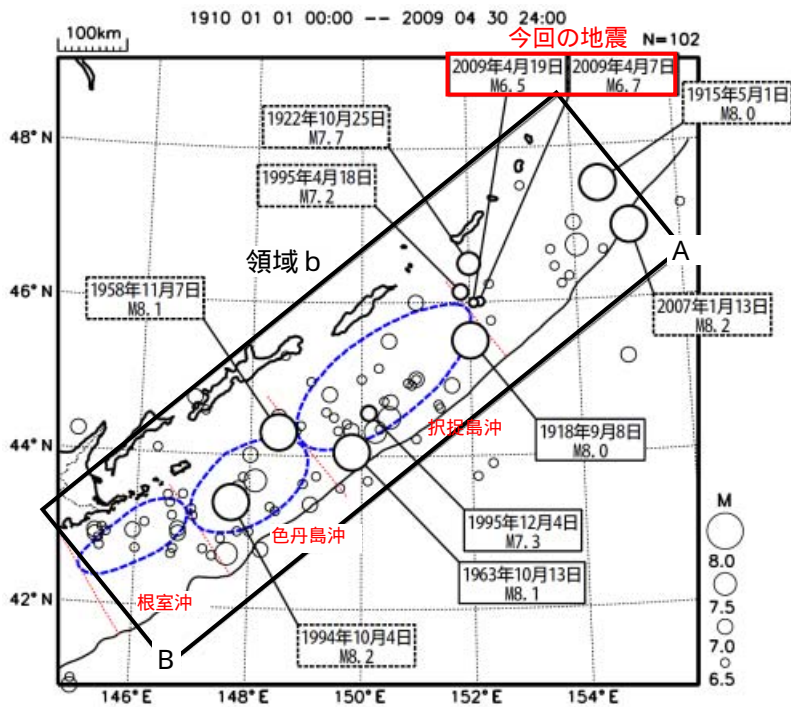 1910 01 01 00:00 -- 2009 04 30 24:00
100km
今回の地震
N=102
2009年4月19日
M6.5
2009年4月7日
M6.7
1915年5月1日
M8.0
1922年10月25日
M7.7
1995年4月18日
M7.2
48°N
領域b
A
46°N
1958年11月7日
M8.1
2007年1月13日
M8.2
44°N
択捉島沖
1918年9月8日
M8.0
1995年12月4日
M7.3
色丹島沖
1963年10月13日
M8.1
42°N
根室沖
B
1994年10月4日
M8.2
M
8.0
7.5
7.0
6.5
146°E
148°E
150°E
152°E
154°E